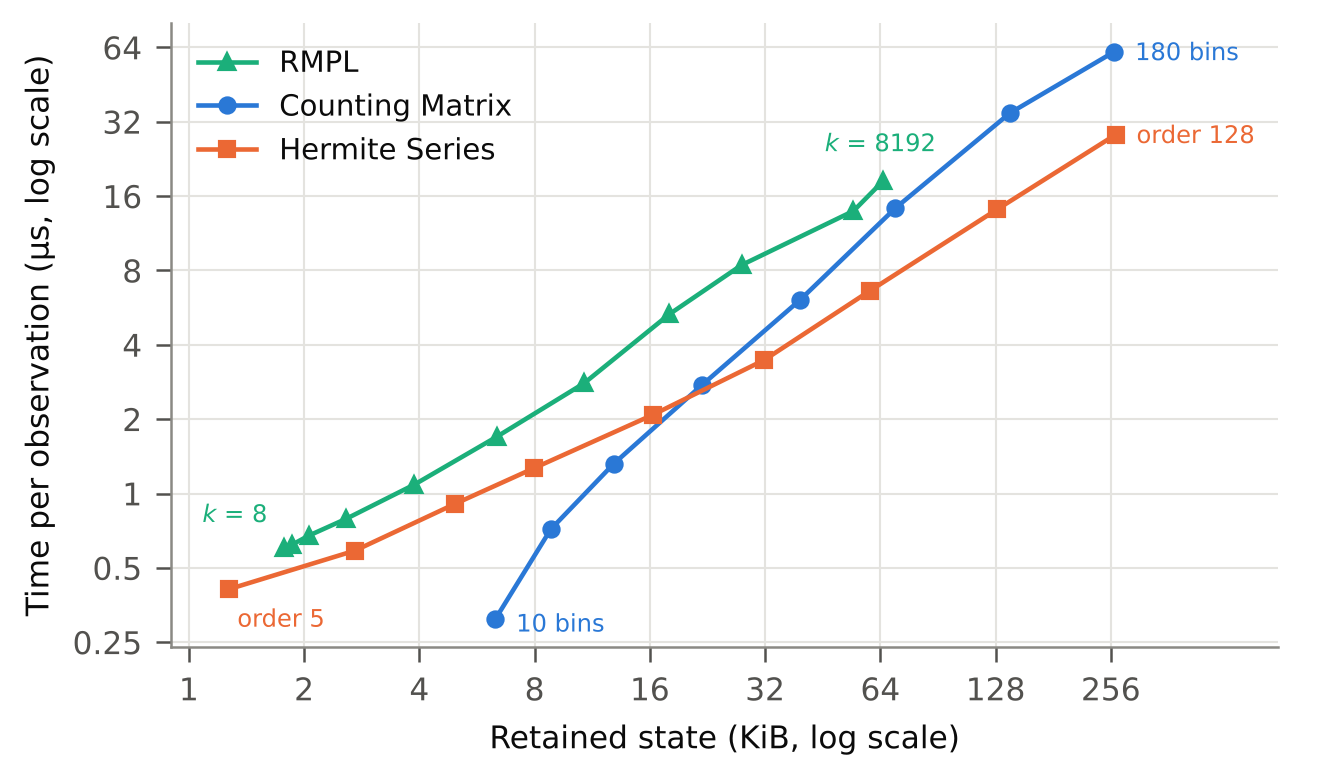 RMPL
Counting Matrix
Hermite Series
k = 8192
180 bins
order 128
k = 8
order 5
10 bins
Time per observation (µs, log scale)
64
32
16
8
4
2
1
0.5
0.25
1 2 4 8 16 32 64 128 256
Retained state (KiB, log scale)